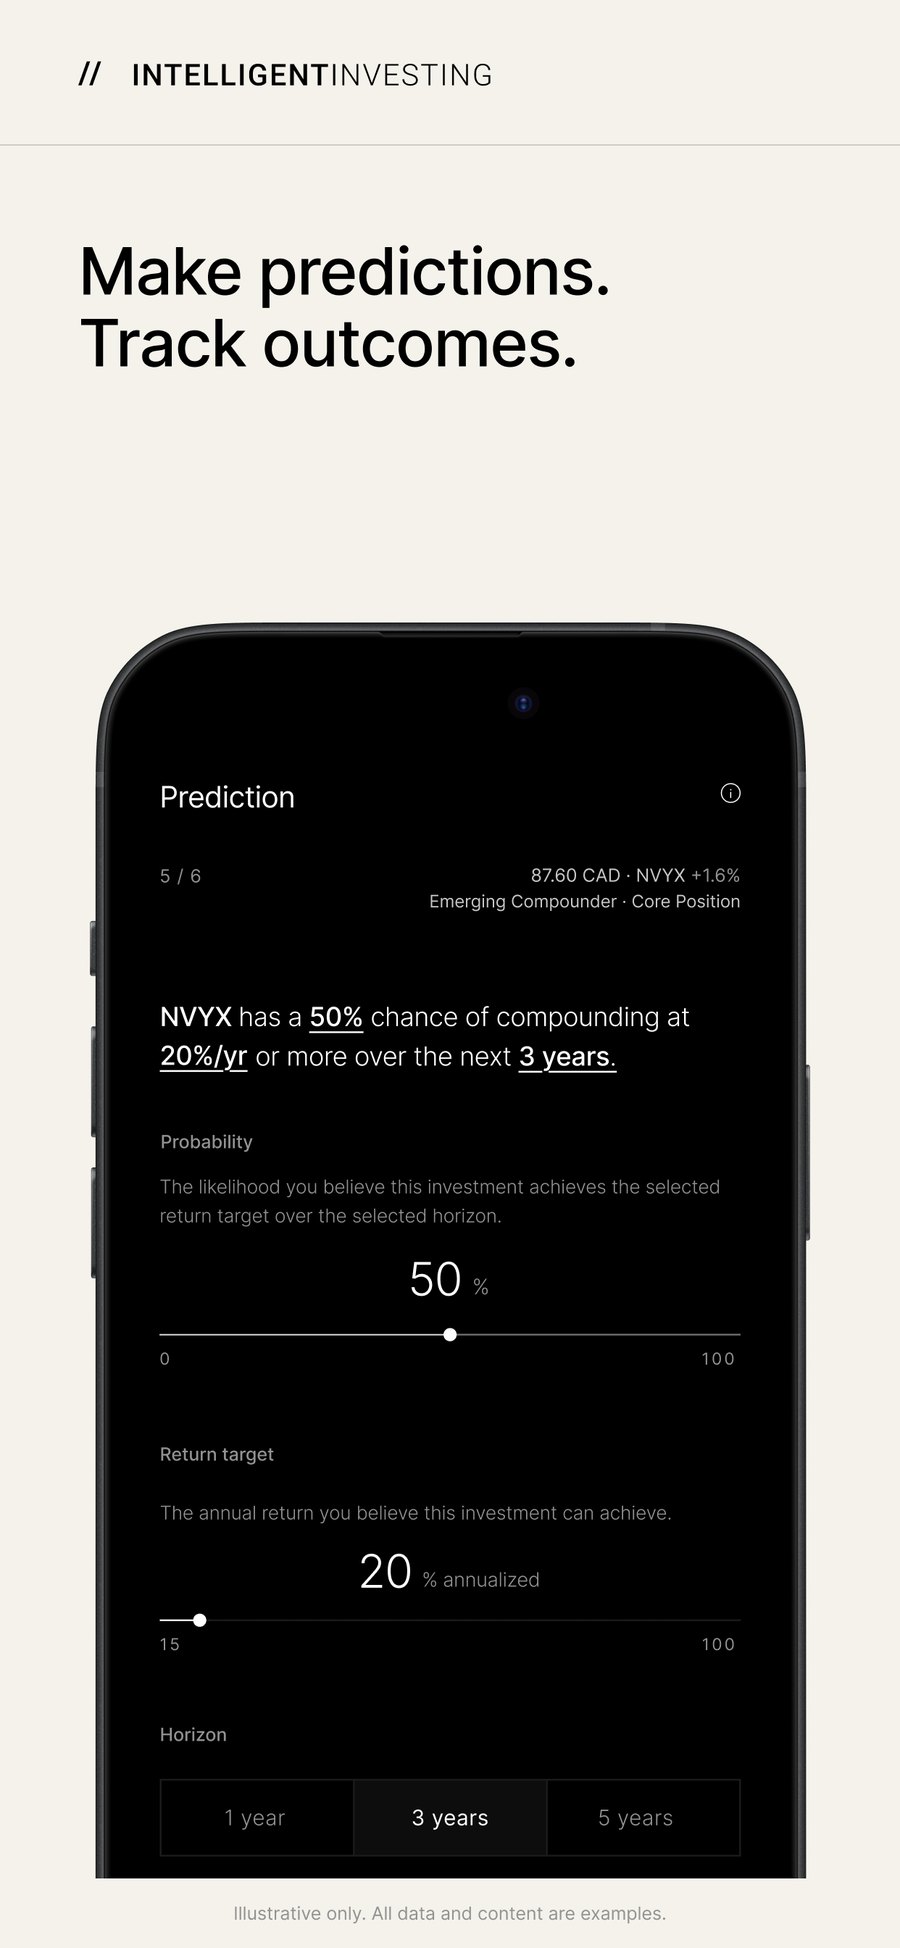 // INTELLIGENTINVESTING
Make predictions.
Track outcomes.
Prediction
5 / 6
87.60 CAD · NVYX +1.6%
Emerging Compounder · Core Position
NVYX has a 50% chance of compounding at
20%/yr or more over the next 3 years.
Probability
The likelihood you believe this investment achieves the selected
return target over the selected horizon.
50 %
0 100
Return target
The annual return you believe this investment can achieve.
20 % annualized
15 100
Horizon
1 year 3 years 5 years
Illustrative only. All data and content are examples.